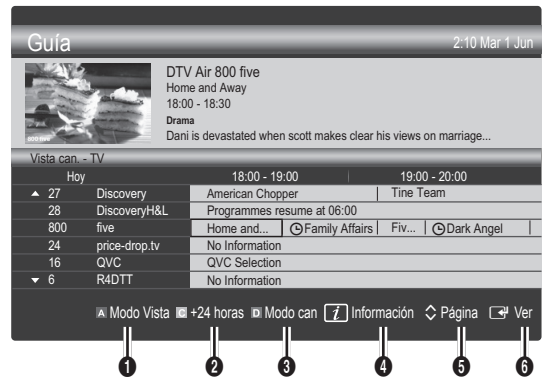 Guía 2:10 Mar 1 Jun
DTV Air 800 five
Home and Away
18:00 - 18:30
Drama
Dani is devastated when scott makes clear his views on marriage...
800 five
Vista can. - TV
Hoy 18:00 - 19:00 19:00 - 20:00
▲ 27 Discovery American Chopper Tine Team
28 DiscoveryH&L Programmes resume at 06:00
800 five Home and... Family Affairs Fiv... Dark Angel
24 price-drop.tv No Information
16 QVC QVC Selection
▼ 6 R4DTT No Information
A Modo Vista C +24 horas D Modo can i Información Página Ver
1 2 3 4 5 6